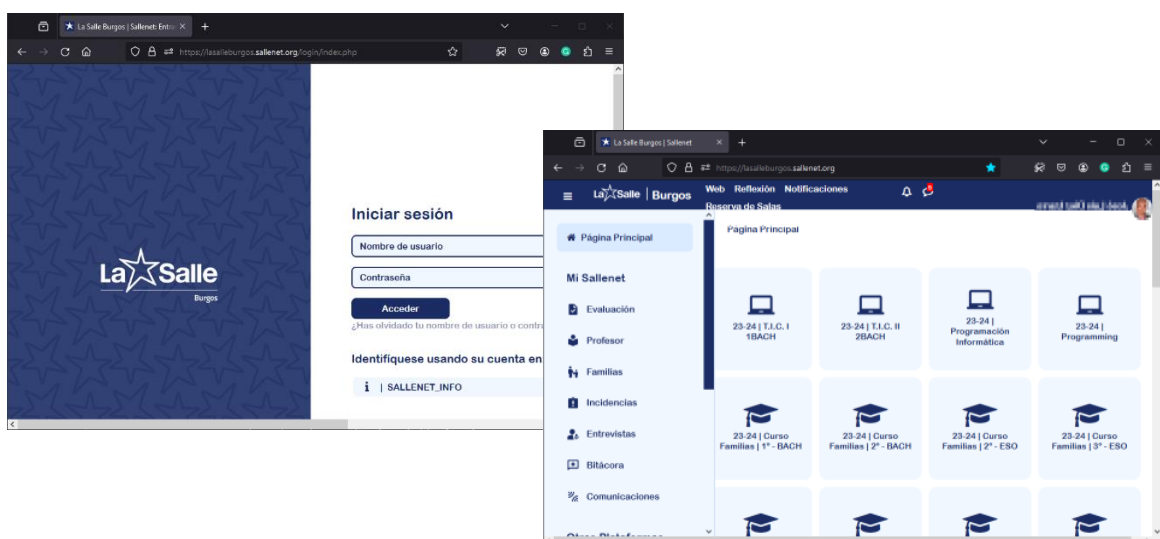 La Salle Burgos | Sallenet: Entra
https://lasalleburgos.sallenet.org/login/index.php
La Salle
Burgos
Iniciar sesión
Nombre de usuario
Contraseña
Acceder
¿Has olvidado tu nombre de usuario o contr
Identifíquese usando su cuenta en
i | SALLENET_INFO
La Salle Burgos | Sallenet
https://lasalleburgos.sallenet.org
La Salle | Burgos
Web Reflexión Notificaciones
Reserva de Salas
Página Principal
Mi Sallenet
Evaluación
Profesor
Familias
Incidencias
Entrevistas
Bitácora
Comunicaciones
Otras Plataformas
Página Principal
23-24 | T.I.C. I
1BACH
23-24 | T.I.C. II
2BACH
23-24 |
Programación
Informática
23-24 |
Programming
23-24 | Curso
Familias | 1º - BACH
23-24 | Curso
Familias | 2º - BACH
23-24 | Curso
Familias | 2º - ESO
23-24 | Curso
Familias | 3º - ESO